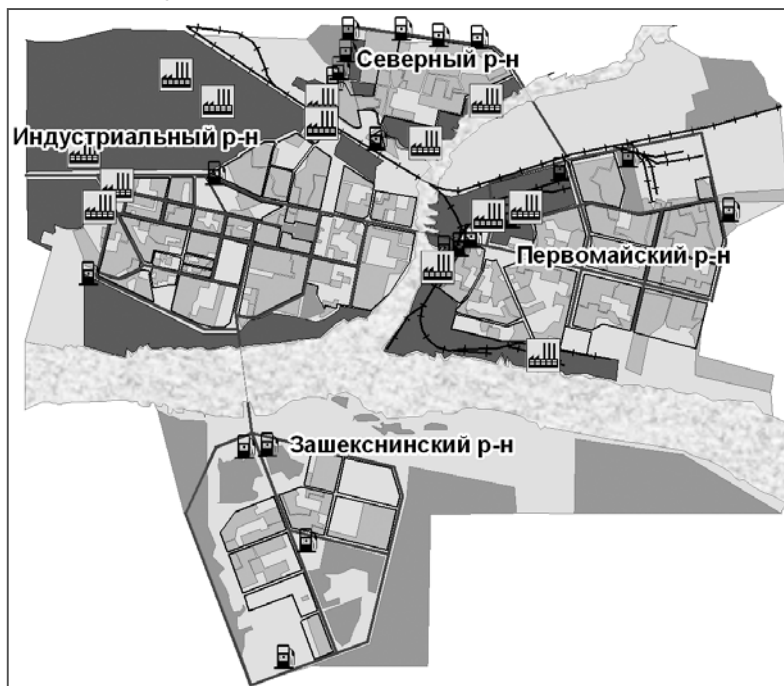 Северный р-н
Индустриальный р-н
Первомайский р-н
Зашекснинский р-н